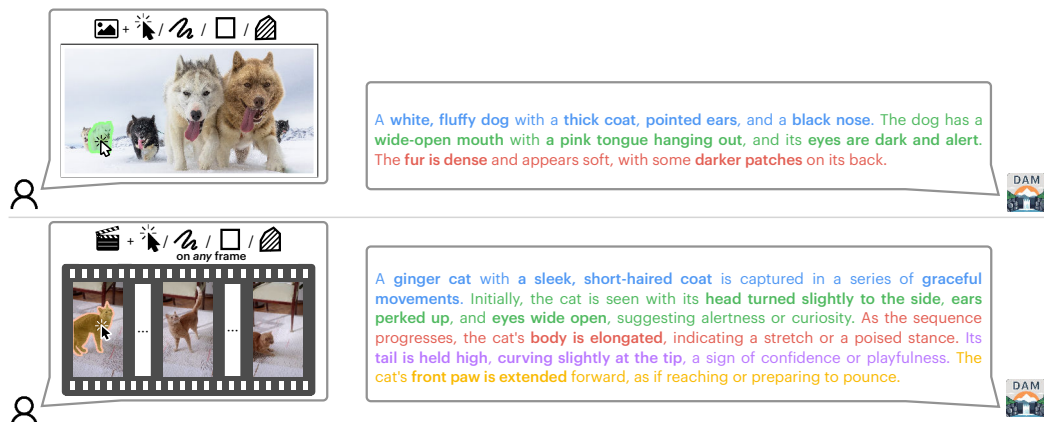 + / / /
A white, fluffy dog with a thick coat, pointed ears, and a black nose. The dog has a
wide-open mouth with a pink tongue hanging out, and its eyes are dark and alert.
The fur is dense and appears soft, with some darker patches on its back.
DAM
+ / / /
on any frame
... ...
A ginger cat with a sleek, short-haired coat is captured in a series of graceful
movements. Initially, the cat is seen with its head turned slightly to the side, ears
perked up, and eyes wide open, suggesting alertness or curiosity. As the sequence
progresses, the cat's body is elongated, indicating a stretch or a poised stance. Its
tail is held high, curving slightly at the tip, a sign of confidence or playfulness. The
cat's front paw is extended forward, as if reaching or preparing to pounce.
DAM